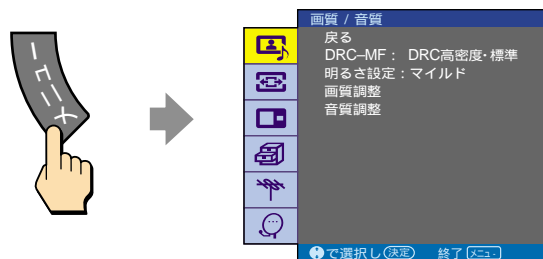 メニュー
画質 / 音質
戻る
DRC–MF： DRC高密度･標準
明るさ設定：マイルド
画質調整
音質調整
で選択し 決定 終了 メニュー